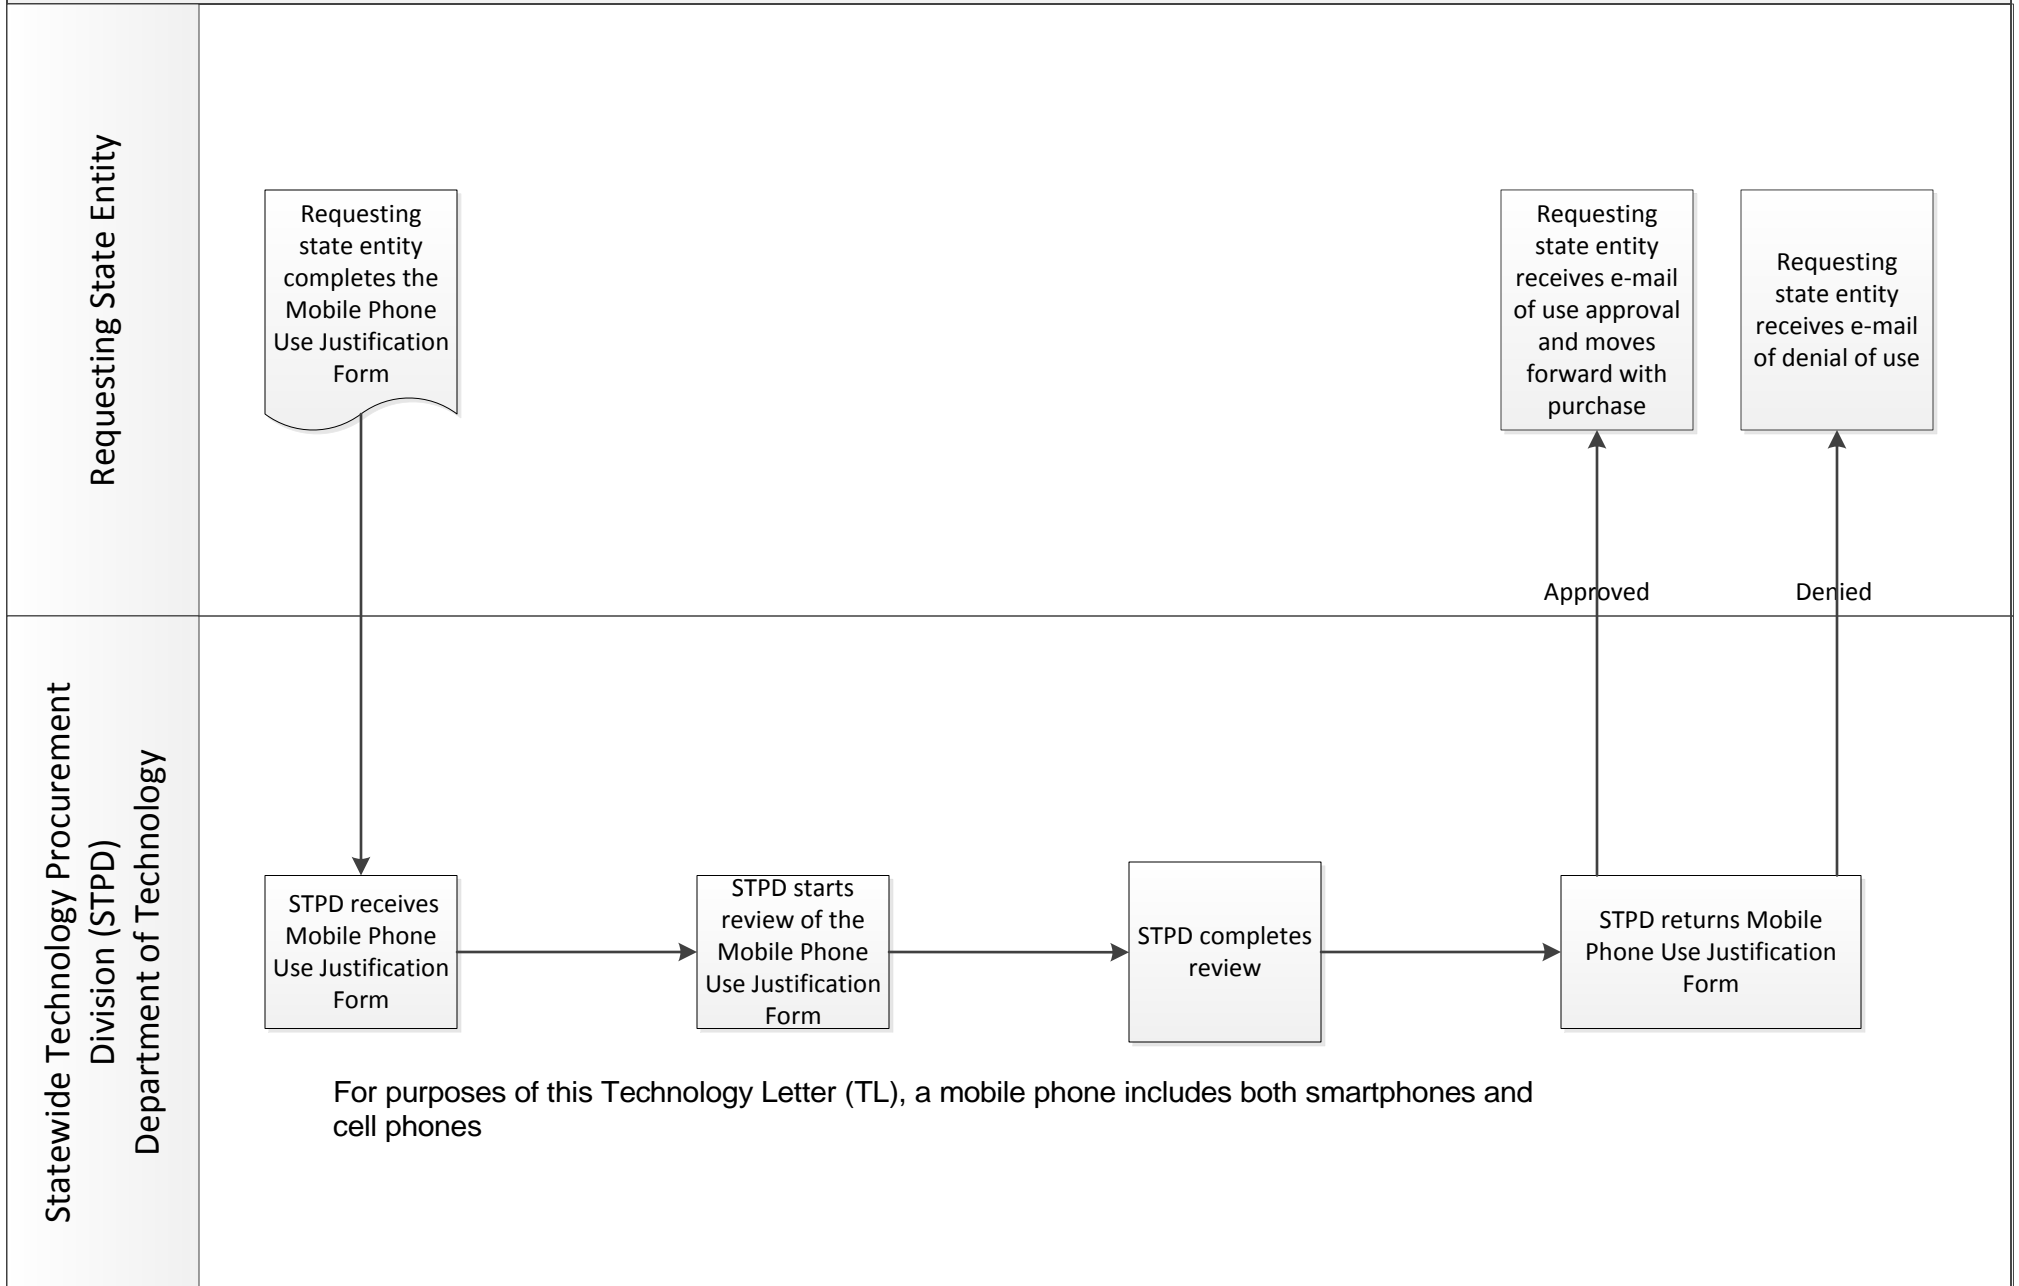 Requesting State Entity
Requesting
state entity
completes the
Mobile Phone
Use Justification
Form
Requesting
state entity
receives e-mail
of use approval
and moves
forward with
purchase
Requesting
state entity
receives e-mail
of denial of use
Approved
Denied
Statewide Technology Procurement
Division (STPD)
Department of Technology
STPD receives
Mobile Phone
Use Justification
Form
STPD starts
review of the
Mobile Phone
Use Justification
Form
STPD completes
review
STPD returns Mobile
Phone Use Justification
Form
For purposes of this Technology Letter (TL), a mobile phone includes both smartphones and
cell phones